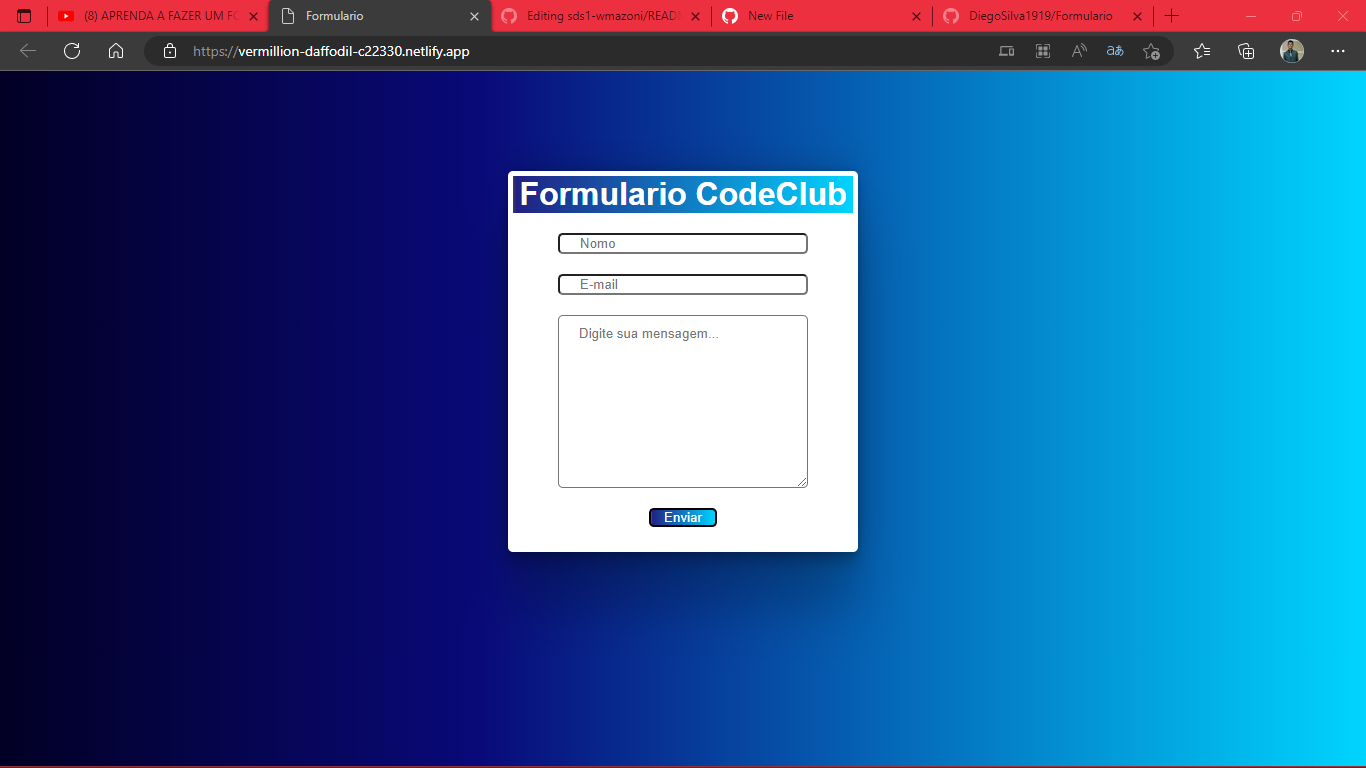 (8) APRENDA A FAZER UM FO
Formulario
Editing sds1-wmazoni/READM
New File
DiegoSilva1919/Formulario
https://vermillion-daffodil-c22330.netlify.app
Formulario CodeClub
Nomo
E-mail
Digite sua mensagem...
Enviar